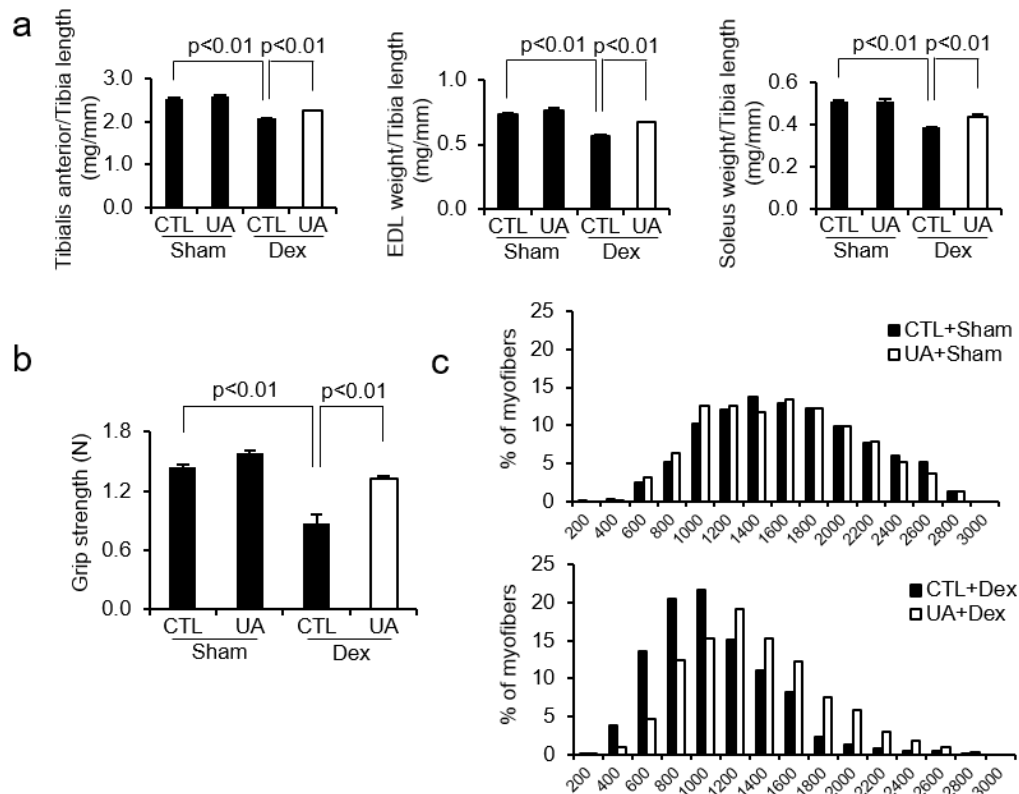 a
p<0.01 p<0.01
Tibialis anterior/Tibia length
(mg/mm)
3.0
2.0
1.0
0.0
CTL UA CTL UA
Sham Dex
p<0.01 p<0.01
EDL weight/Tibia length
(mg/mm)
1.0
0.5
0.0
CTL UA CTL UA
Sham Dex
p<0.01 p<0.01
Soleus weight/Tibia length
(mg/mm)
0.6
0.4
0.2
0.0
CTL UA CTL UA
Sham Dex
b
p<0.01 p<0.01
Grip strength (N)
1.8
1.2
0.6
0.0
CTL UA CTL UA
Sham Dex
c
% of myofibers
25
20
15
10
5
0
CTL+Sham
UA+Sham
200 400 600 800 1000 1200 1400 1600 1800 2000 2200 2400 2600 2800 3000
% of myofibers
25
20
15
10
5
0
CTL+Dex
UA+Dex
200 400 600 800 1000 1200 1400 1600 1800 2000 2200 2400 2600 2800 3000